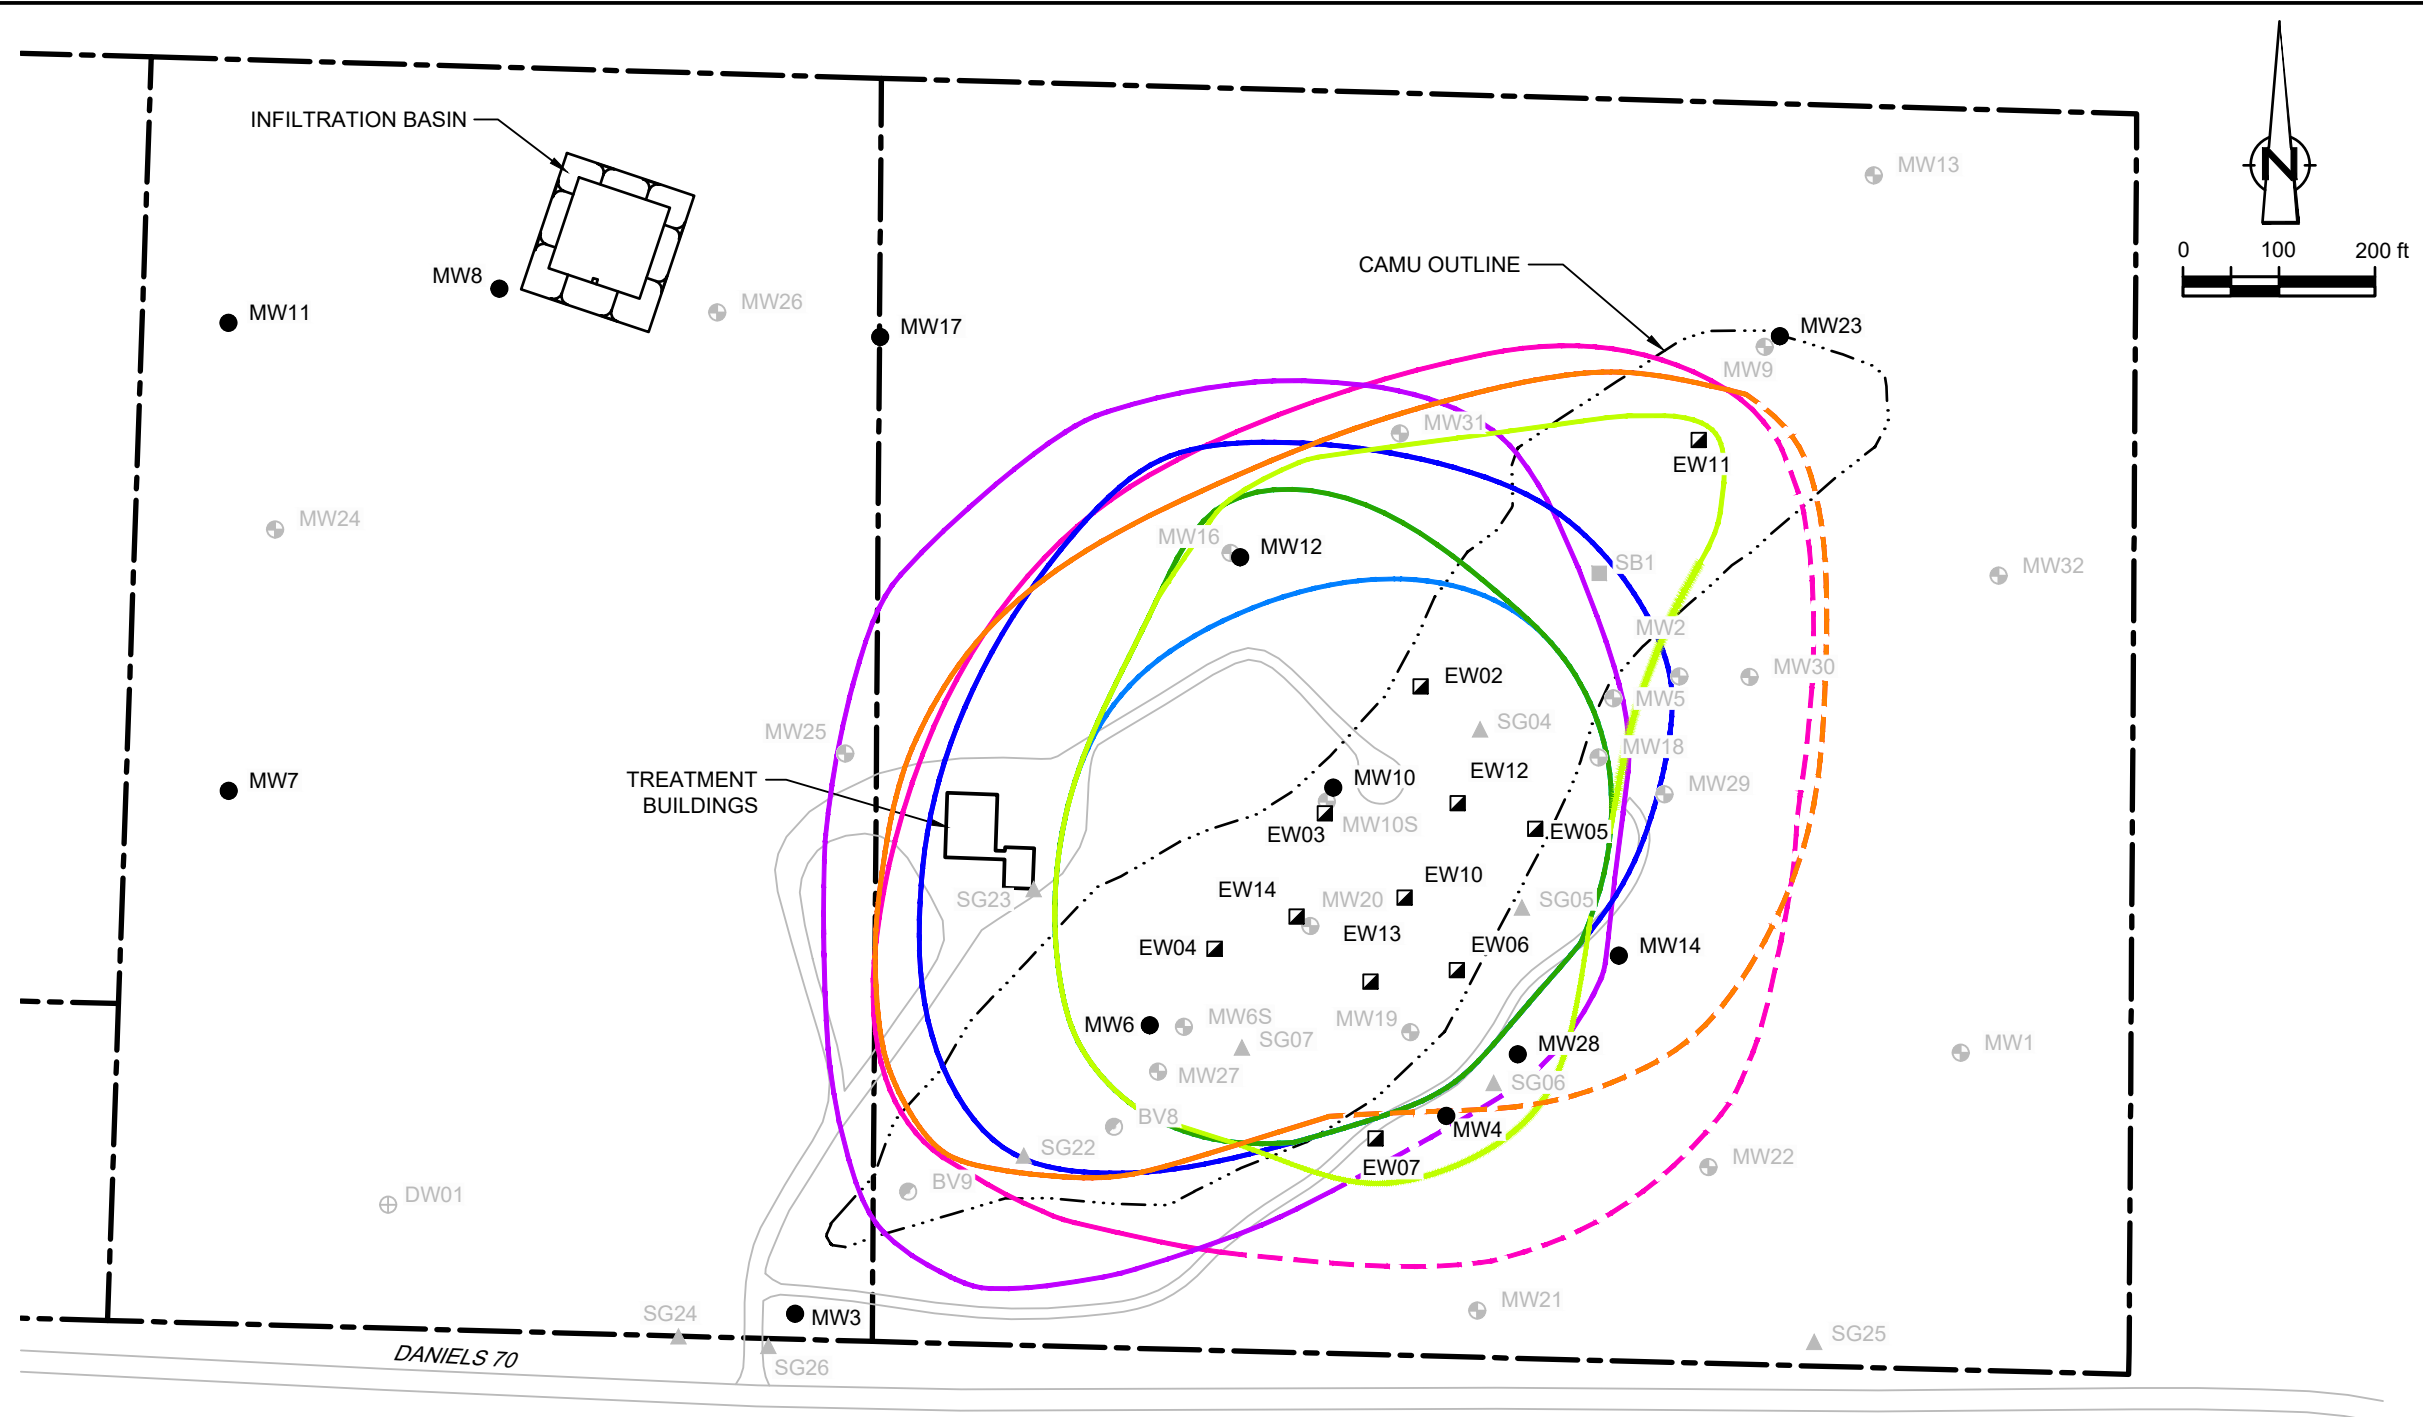 INFILTRATION BASIN
MW13
N
0 100 200 ft
CAMU OUTLINE
MW8
MW26
MW11
MW17
MW23
MW9
MW31
EW11
MW24
MW16
MW12
SB1
MW32
MW2
EW02
MW30
MW5
SG04
MW25
MW18
TREATMENT
BUILDINGS
MW7
MW10
EW12
MW29
EW03
MW10S
EW05
EW14
MW20
EW10
SG23
SG05
EW13
EW04
EW06
MW14
MW6
MW6S
MW19
SG07
MW28
MW1
MW27
SG06
BV8
MW4
SG22
EW07
MW22
BV9
DW01
MW21
SG24
MW3
SG25
DANIELS 70
SG26